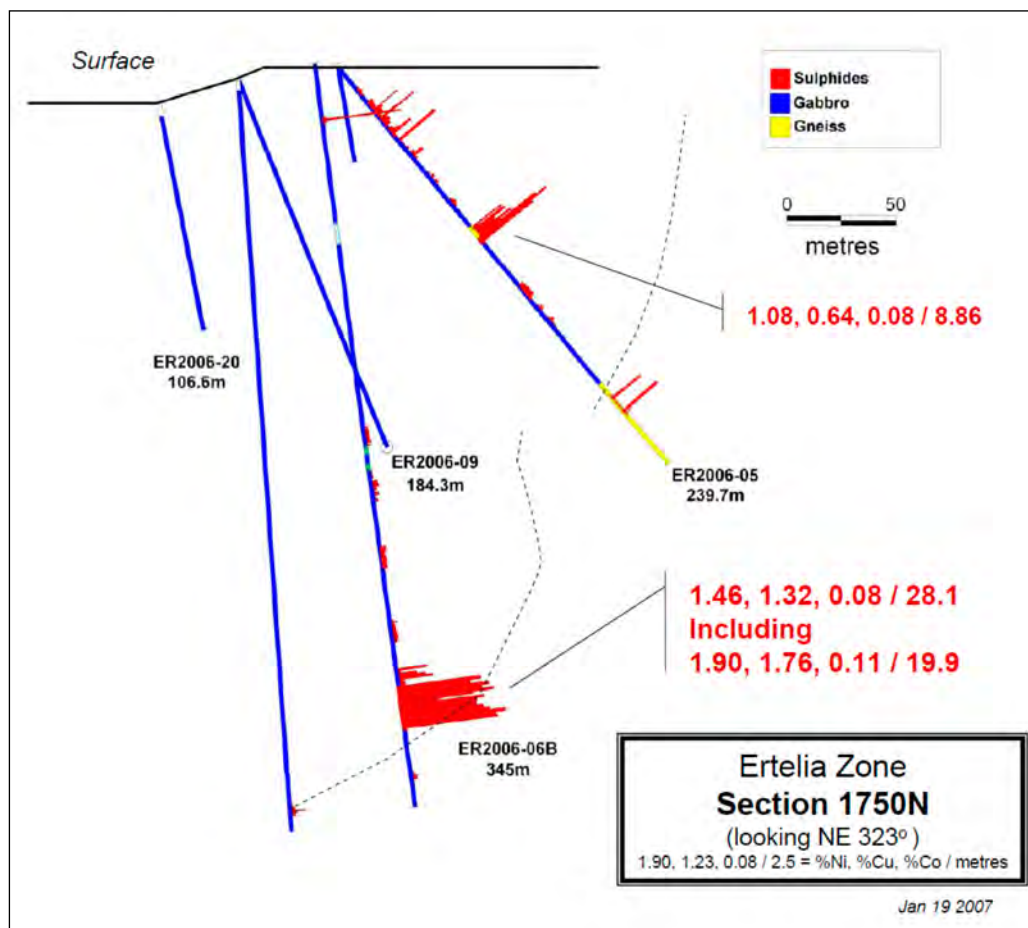 Surface
Sulphides
Gabbro
Gneiss
0 50
metres
1.08, 0.64, 0.08 / 8.86
ER2006-20
106.6m
ER2006-09
184.3m
ER2006-05
239.7m
1.46, 1.32, 0.08 / 28.1
Including
1.90, 1.76, 0.11 / 19.9
ER2006-06B
345m
Ertelia Zone
Section 1750N
(looking NE 323º )
1.90, 1.23, 0.08 / 2.5 = %Ni, %Cu, %Co / metres
Jan 19 2007